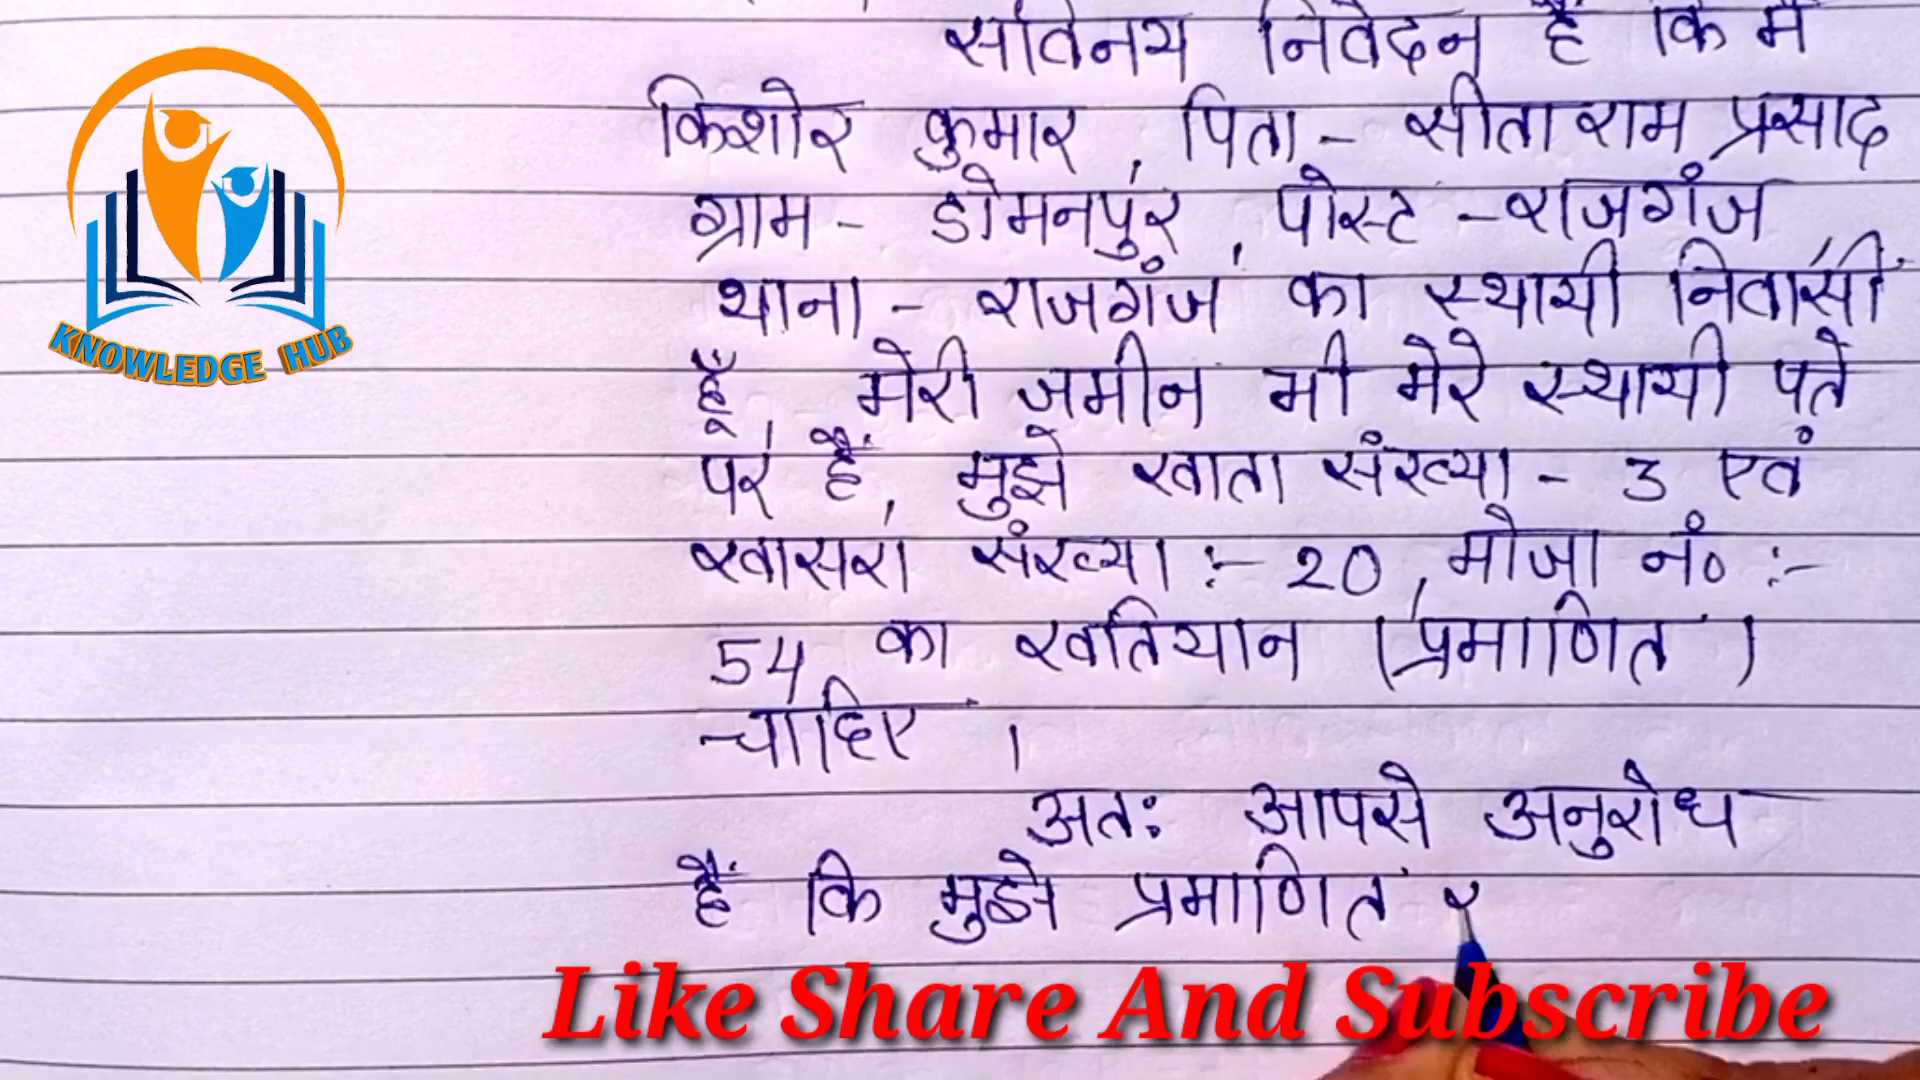 सविनय निवेदन है कि मैं
किशोर कुमार, पिता - सीताराम प्रसाद
ग्राम - डोमनपुर, पोस्ट - राजगंज,
थाना - राजगंज का स्थायी निवासी
हूँ, मेरी जमीन भी मेरे स्थायी पते
पर है, मुझे खाता संख्या - 3 एवं
खासरा संख्या :- 20, मौजा नं० :-
54 का खतियान (प्रमाणित)
चाहिए ।
अतः आपसे अनुरोध
है कि मुझे प्रमाणित
KNOWLEDGE HUB
Like Share And Subscribe